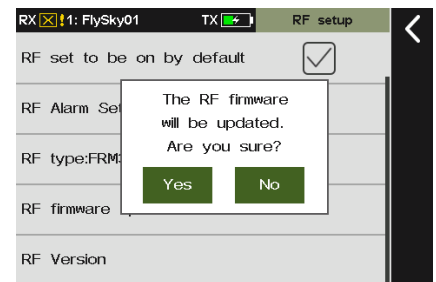 RX !1: FlySky01 TX RF setup
RF set to be on by default
The RF firmware
will be updated.
Are you sure?
Yes No
RF Alarm Set
RF type:FRM3
RF firmware
RF Version